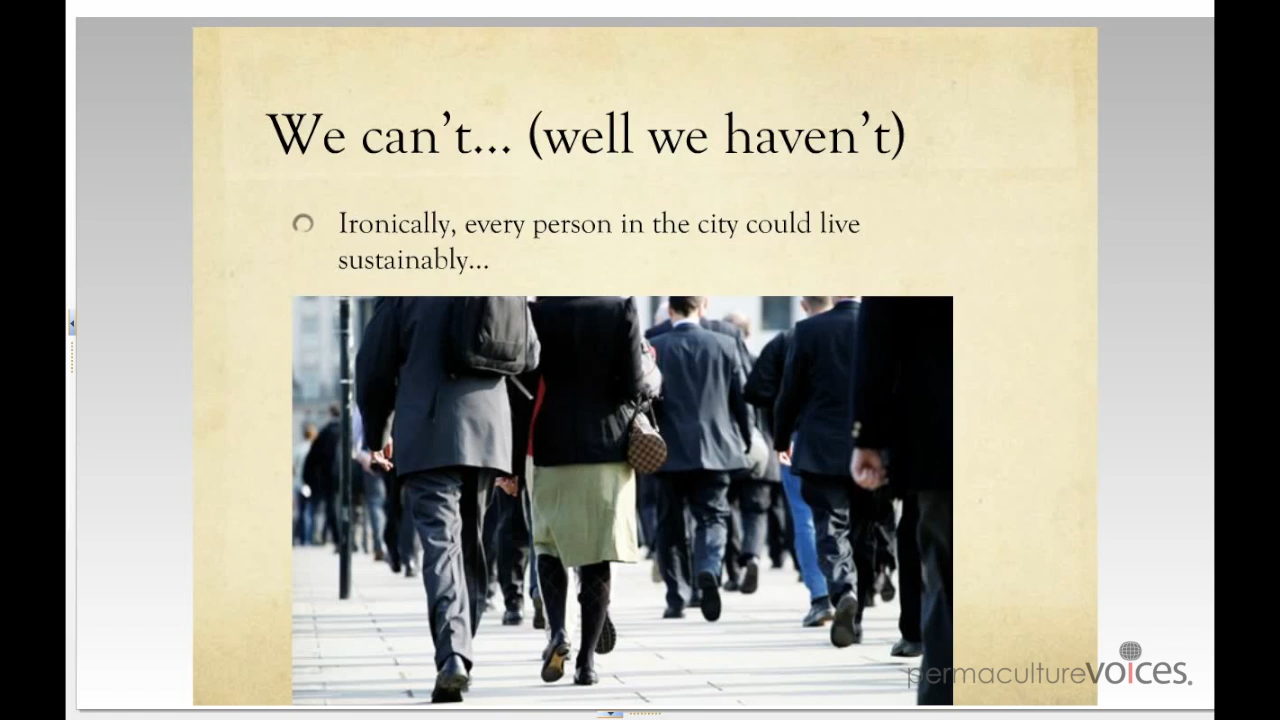 We can't... (well we haven't)
Ironically, every person in the city could live
sustainably...
permaculturevoices.